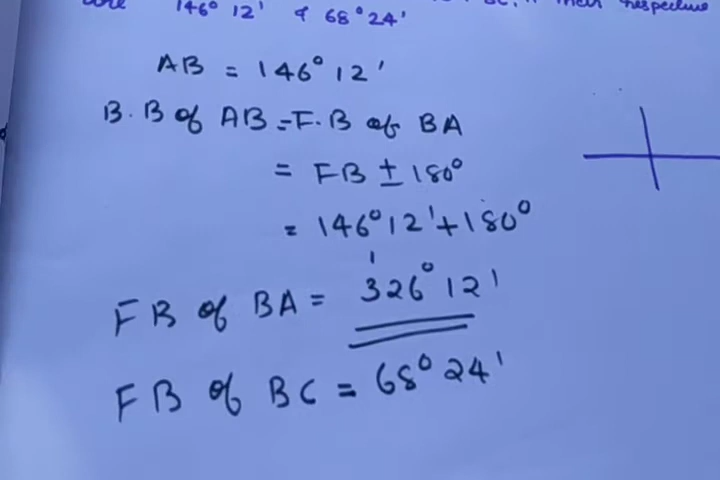 146° 12' & 68° 24'
AB = 146° 12'
B.B of AB = F.B of BA
= FB ± 180°
= 146° 12' + 180°
FB of BA = 326° 12'
FB of BC = 68° 24'